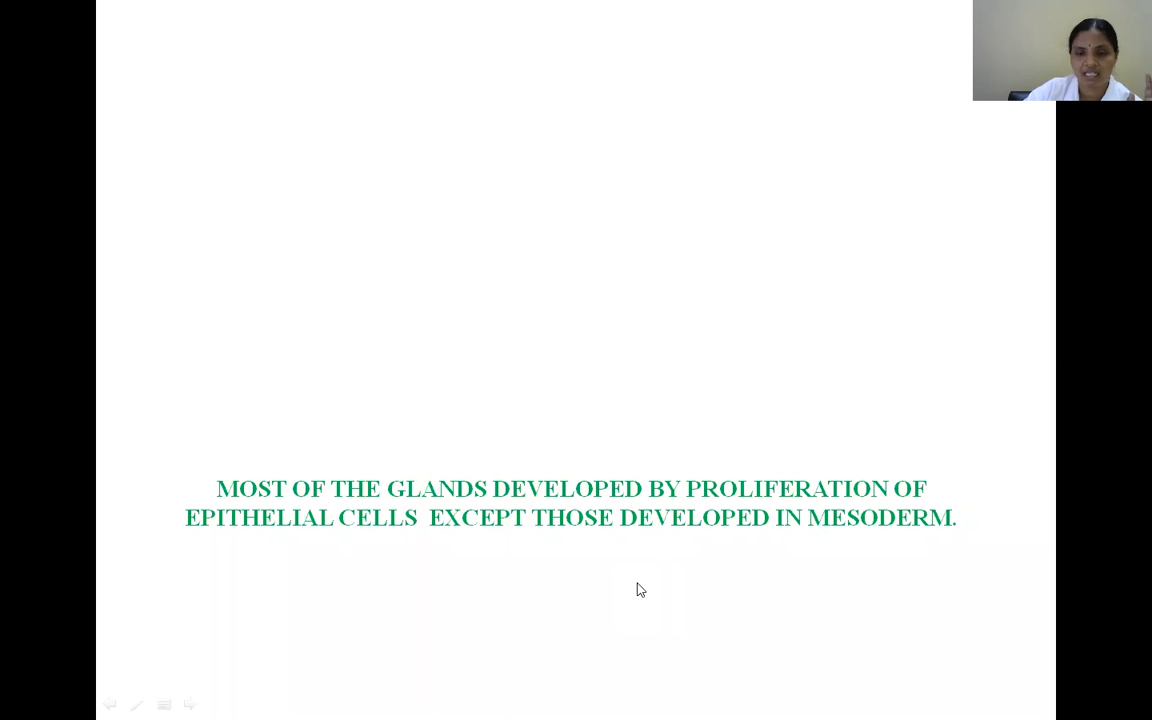 MOST OF THE GLANDS DEVELOPED BY PROLIFERATION OF
EPITHELIAL CELLS EXCEPT THOSE DEVELOPED IN MESODERM.